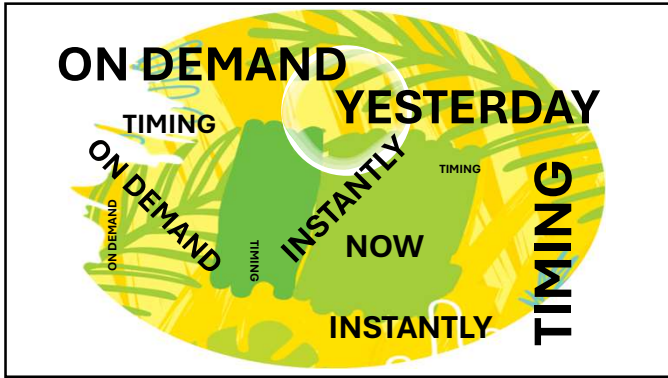 ON DEMAND
YESTERDAY
TIMING
ON DEMAND
INSTANTLY
TIMING
TIMING
ON DEMAND
TIMING
NOW
INSTANTLY